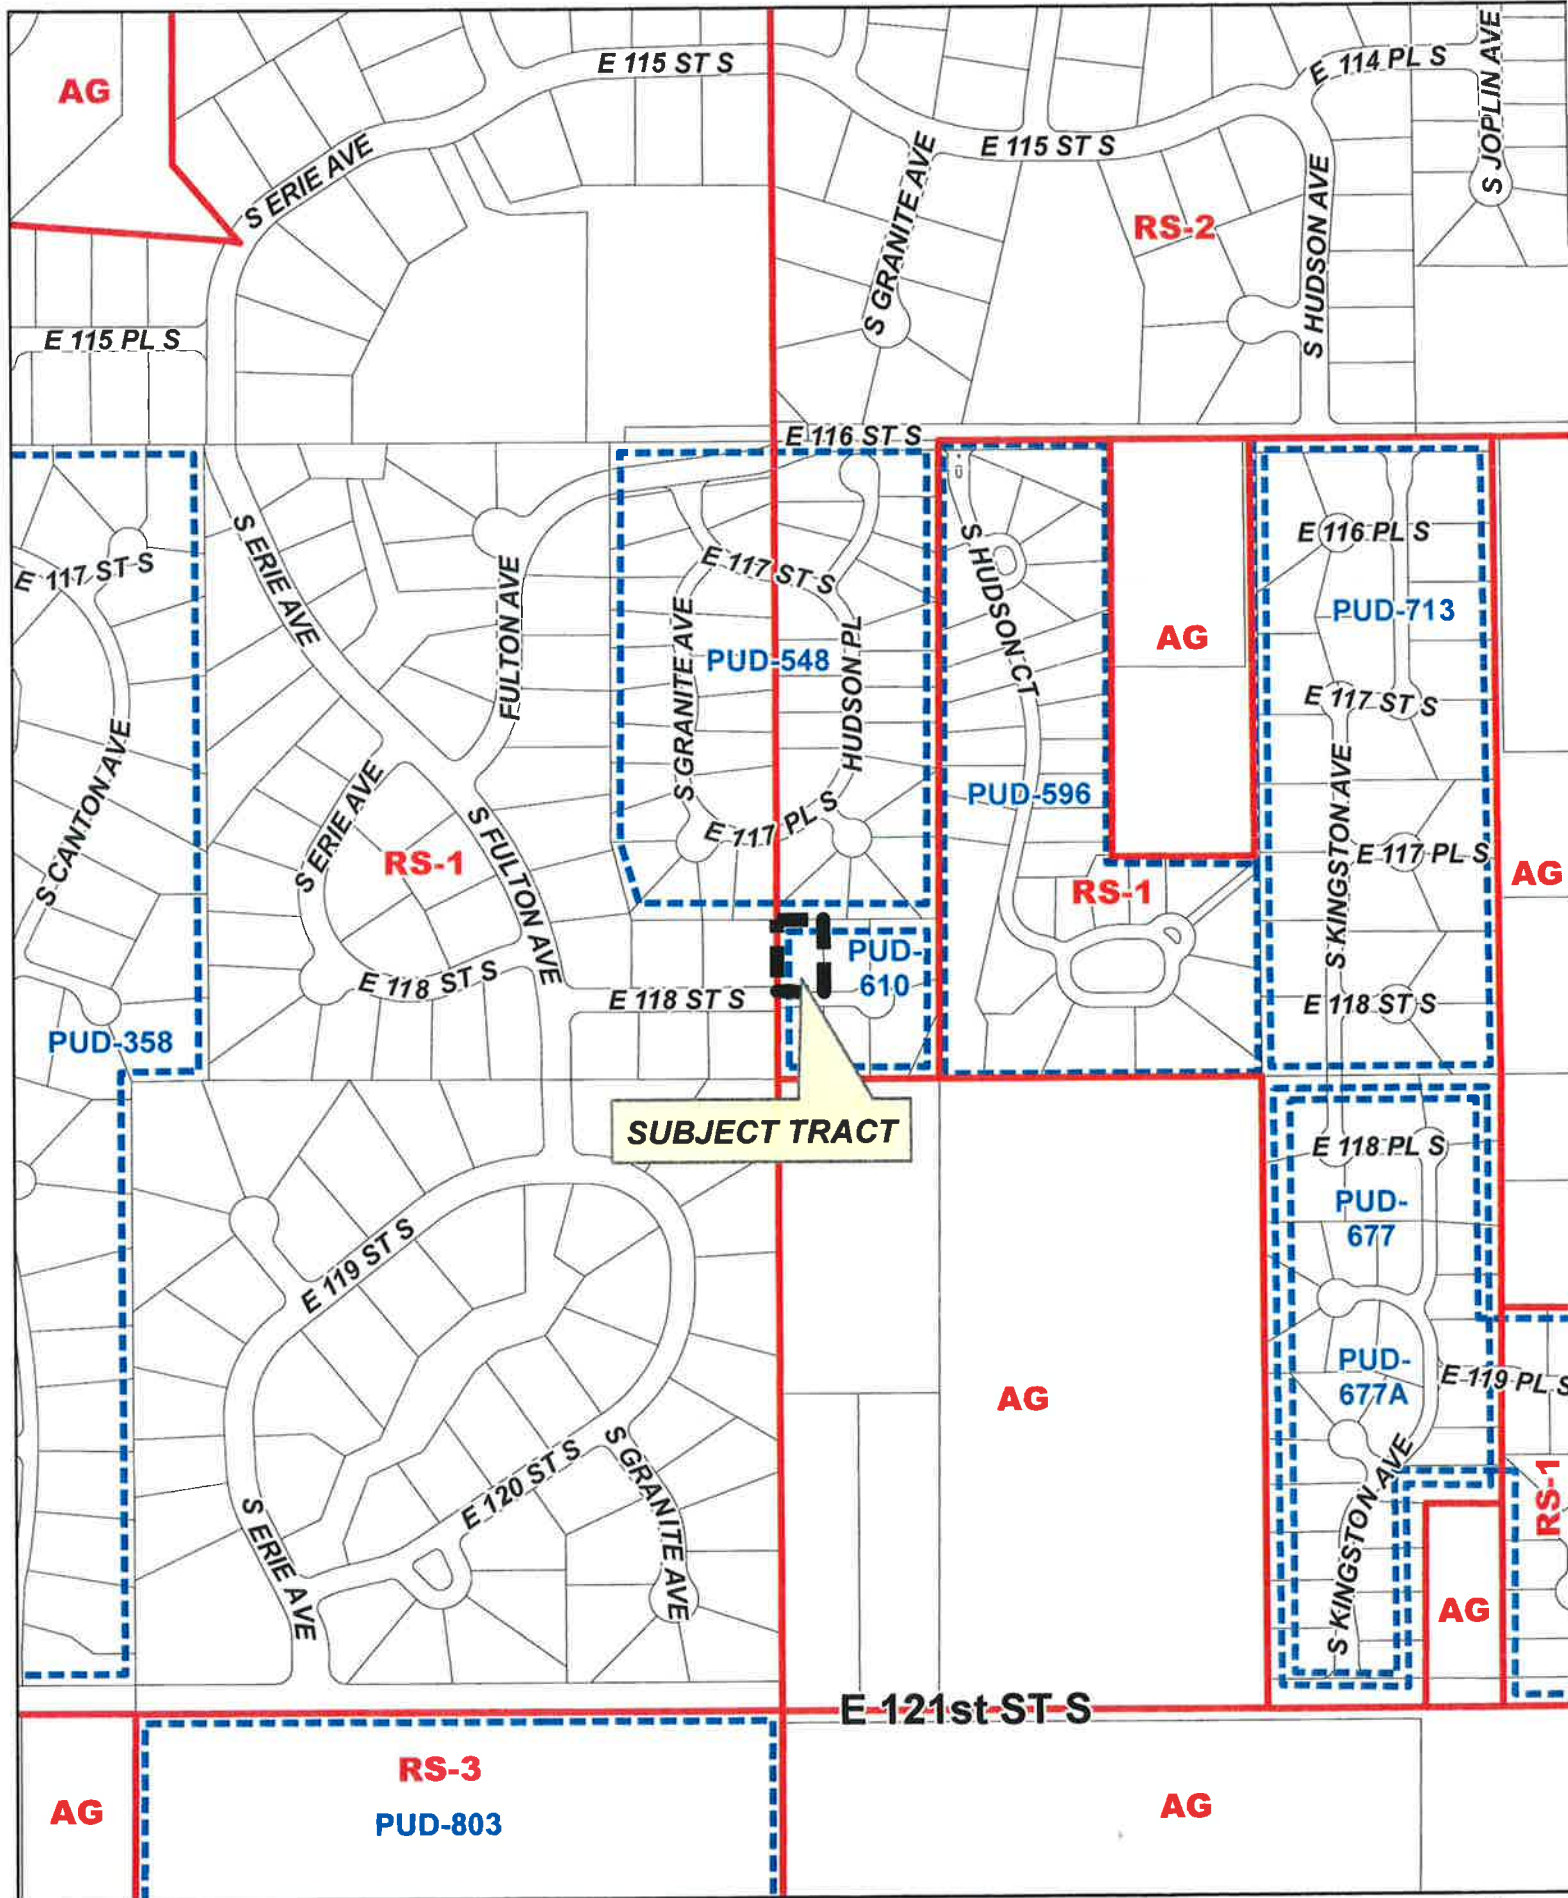 E 115 ST S
E 114 PL S
S JOPLIN AVE
AG
S ERIE AVE
S GRANITE AVE
E 115 ST S
S HUDSON AVE
RS-2
E 115 PL S
E 116 ST S
E 117 ST S
S ERIE AVE
FULTON AVE
E 117 ST S
S GRANITE AVE
HUDSON PL
PUD-548
S HUDSON CT
AG
E 116 PL S
PUD-713
E 117 ST S
S CANTON AVE
S ERIE AVE
S FULTON AVE
RS-1
E 117 PL S
PUD-596
S KINGSTON AVE
E 117 PL S
AG
RS-1
E 118 ST S
E 118 ST S
PUD-
610
E 118 ST S
PUD-358
SUBJECT TRACT
E 118 PL S
PUD-
677
E 119 ST S
PUD-
677A
E 119 PL S
AG
S GRANITE AVE
E 120 ST S
S ERIE AVE
S KINGSTON AVE
RS-1
AG
E 121st ST S
RS-3
PUD-803
AG
AG